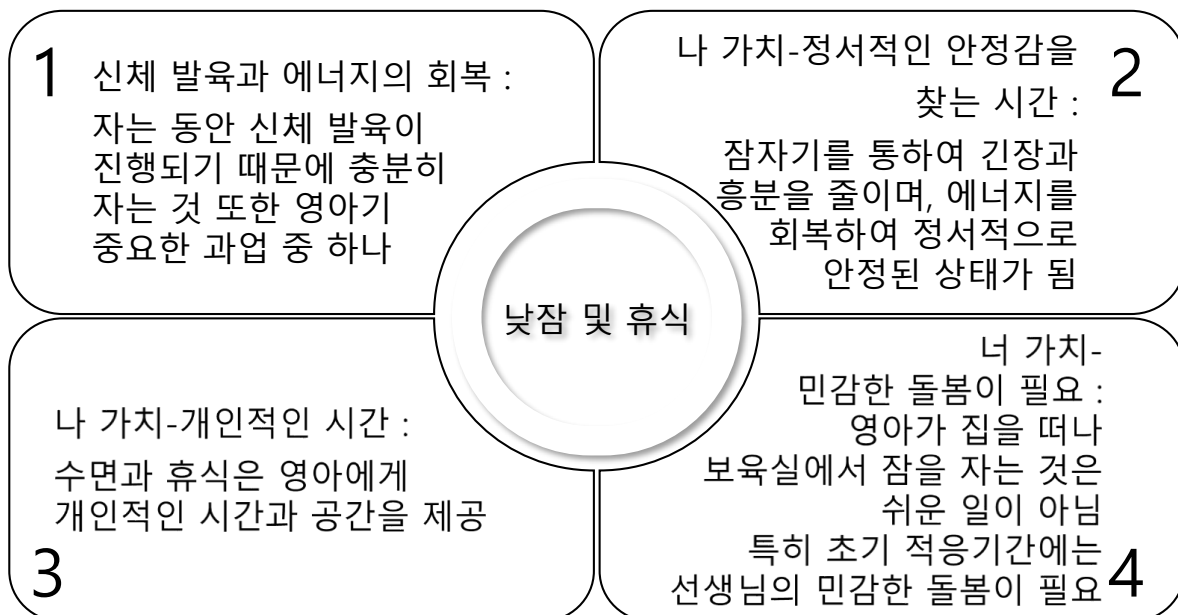 1
신체 발육과 에너지의 회복 :
자는 동안 신체 발육이
진행되기 때문에 충분히
자는 것 또한 영아기
중요한 과업 중 하나
나 가치-정서적인 안정감을
찾는 시간 :
2
잠자기를 통하여 긴장과
흥분을 줄이며, 에너지를
회복하여 정서적으로
안정된 상태가 됨
낮잠 및 휴식
나 가치-개인적인 시간 :
수면과 휴식은 영아에게
개인적인 시간과 공간을 제공
3
너 가치-
민감한 돌봄이 필요 :
영아가 집을 떠나
보육실에서 잠을 자는 것은
쉬운 일이 아님
특히 초기 적응기간에는
선생님의 민감한 돌봄이 필요
4